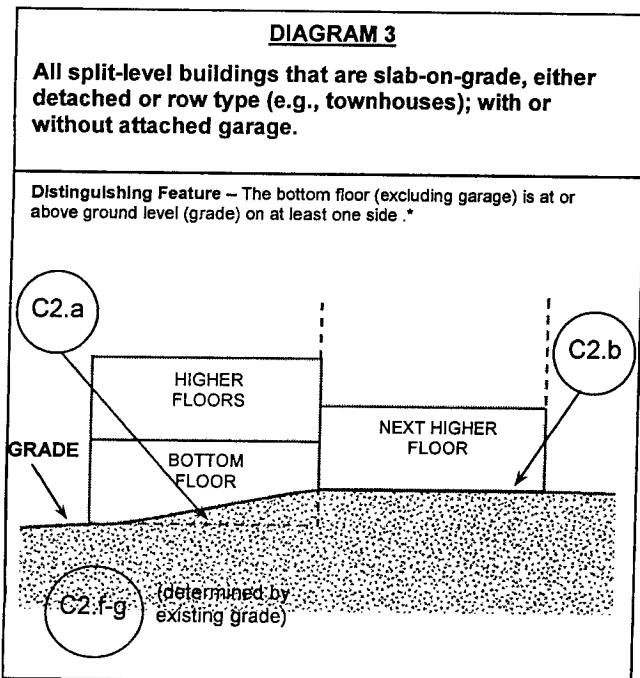 DIAGRAM 3
All split-level buildings that are slab-on-grade, either
detached or row type (e.g., townhouses); with or
without attached garage.
Distinguishing Feature – The bottom floor (excluding garage) is at or
above ground level (grade) on at least one side .*
C2.a
C2.b
HIGHER
FLOORS
NEXT HIGHER
FLOOR
GRADE
BOTTOM
FLOOR
C2.f-g
(determined by
existing grade)